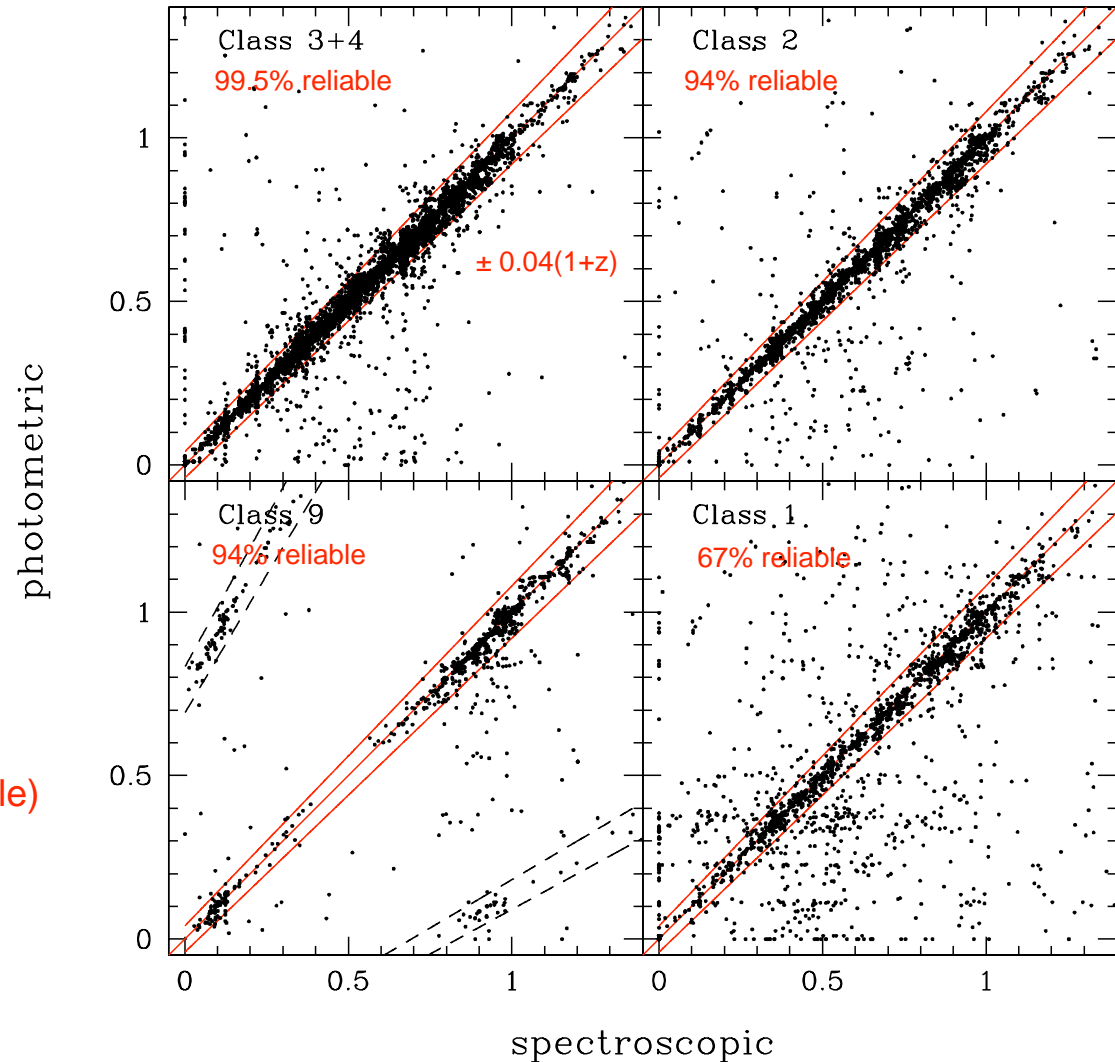 Class 3+4
99.5% reliable
± 0.04(1+z)
Class 2
94% reliable
1
0.5
0
Class 9
94% reliable
Class 1
67% reliable
1
0.5
0
0
0.5
1
0
0.5
1
photometric
spectroscopic
le)